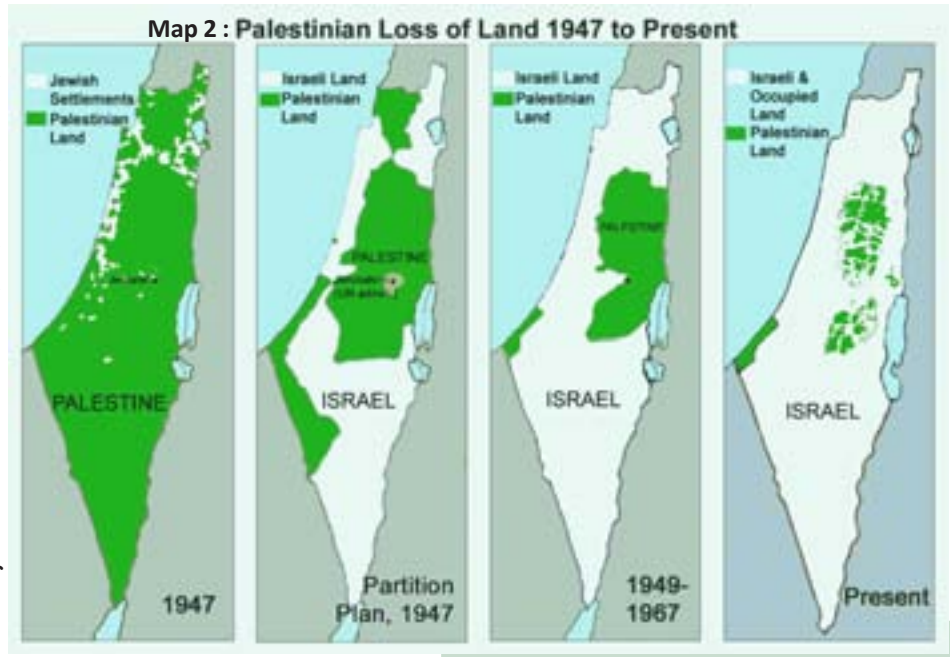 Map 2 : Palestinian Loss of Land 1947 to Present
Jewish
Settlements
Palestinian
Land
PALESTINE
1947
Israeli Land
Palestinian
Land
PALESTINE
ISRAEL
Partition
Plan, 1947
Israeli Land
Palestinian
Land
PALESTINE
ISRAEL
1949-
1967
Israeli &
Occupied
Land
Palestinian
Land
ISRAEL
Present